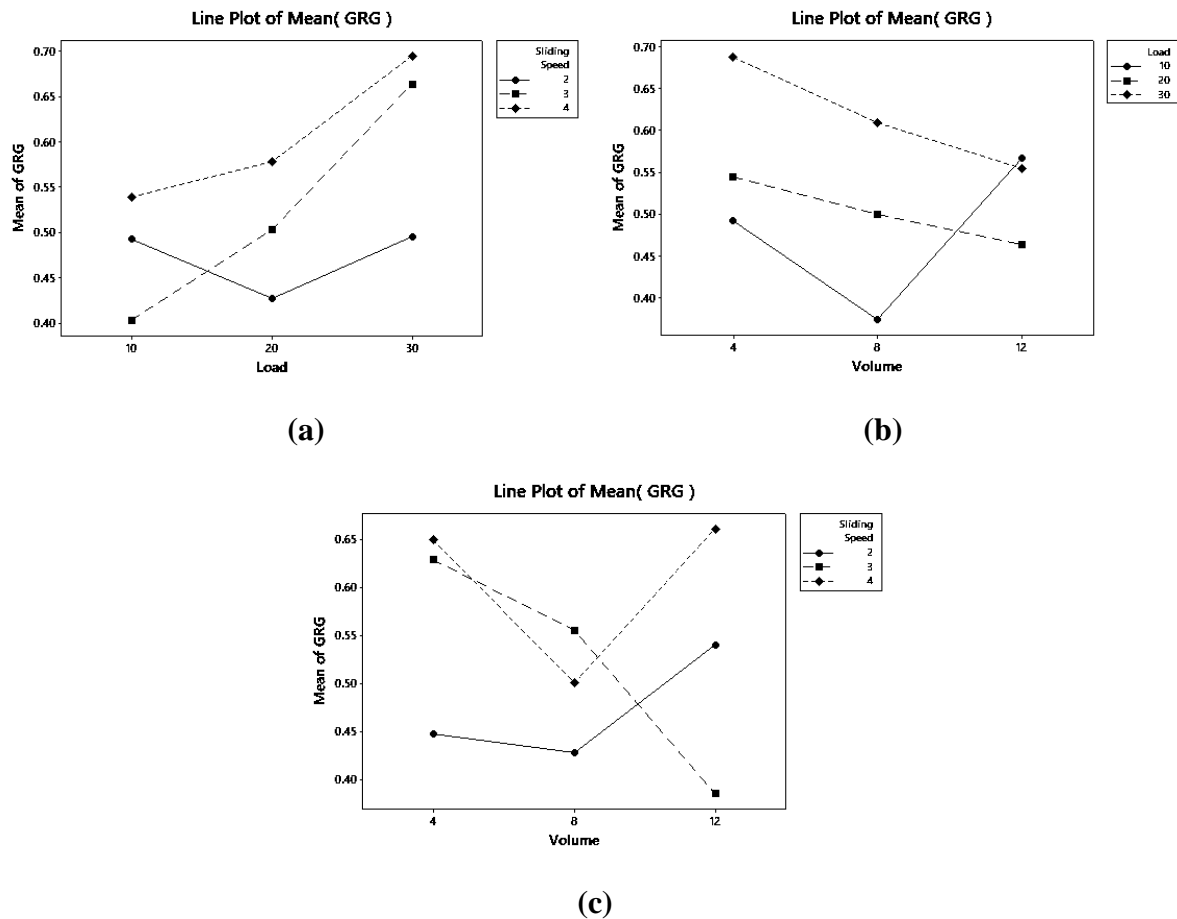 Line Plot of Mean( GRG )
0.70
0.65
0.60
0.55
0.50
0.45
0.40
Mean of GRG
10
20
30
Load
Sliding
Speed
2
3
4
(a)
Line Plot of Mean( GRG )
0.70
0.65
0.60
0.55
0.50
0.45
0.40
Mean of GRG
4
8
12
Volume
Load
10
20
30
(b)
Line Plot of Mean( GRG )
0.65
0.60
0.55
0.50
0.45
0.40
Mean of GRG
4
8
12
Volume
Sliding
Speed
2
3
4
(c)